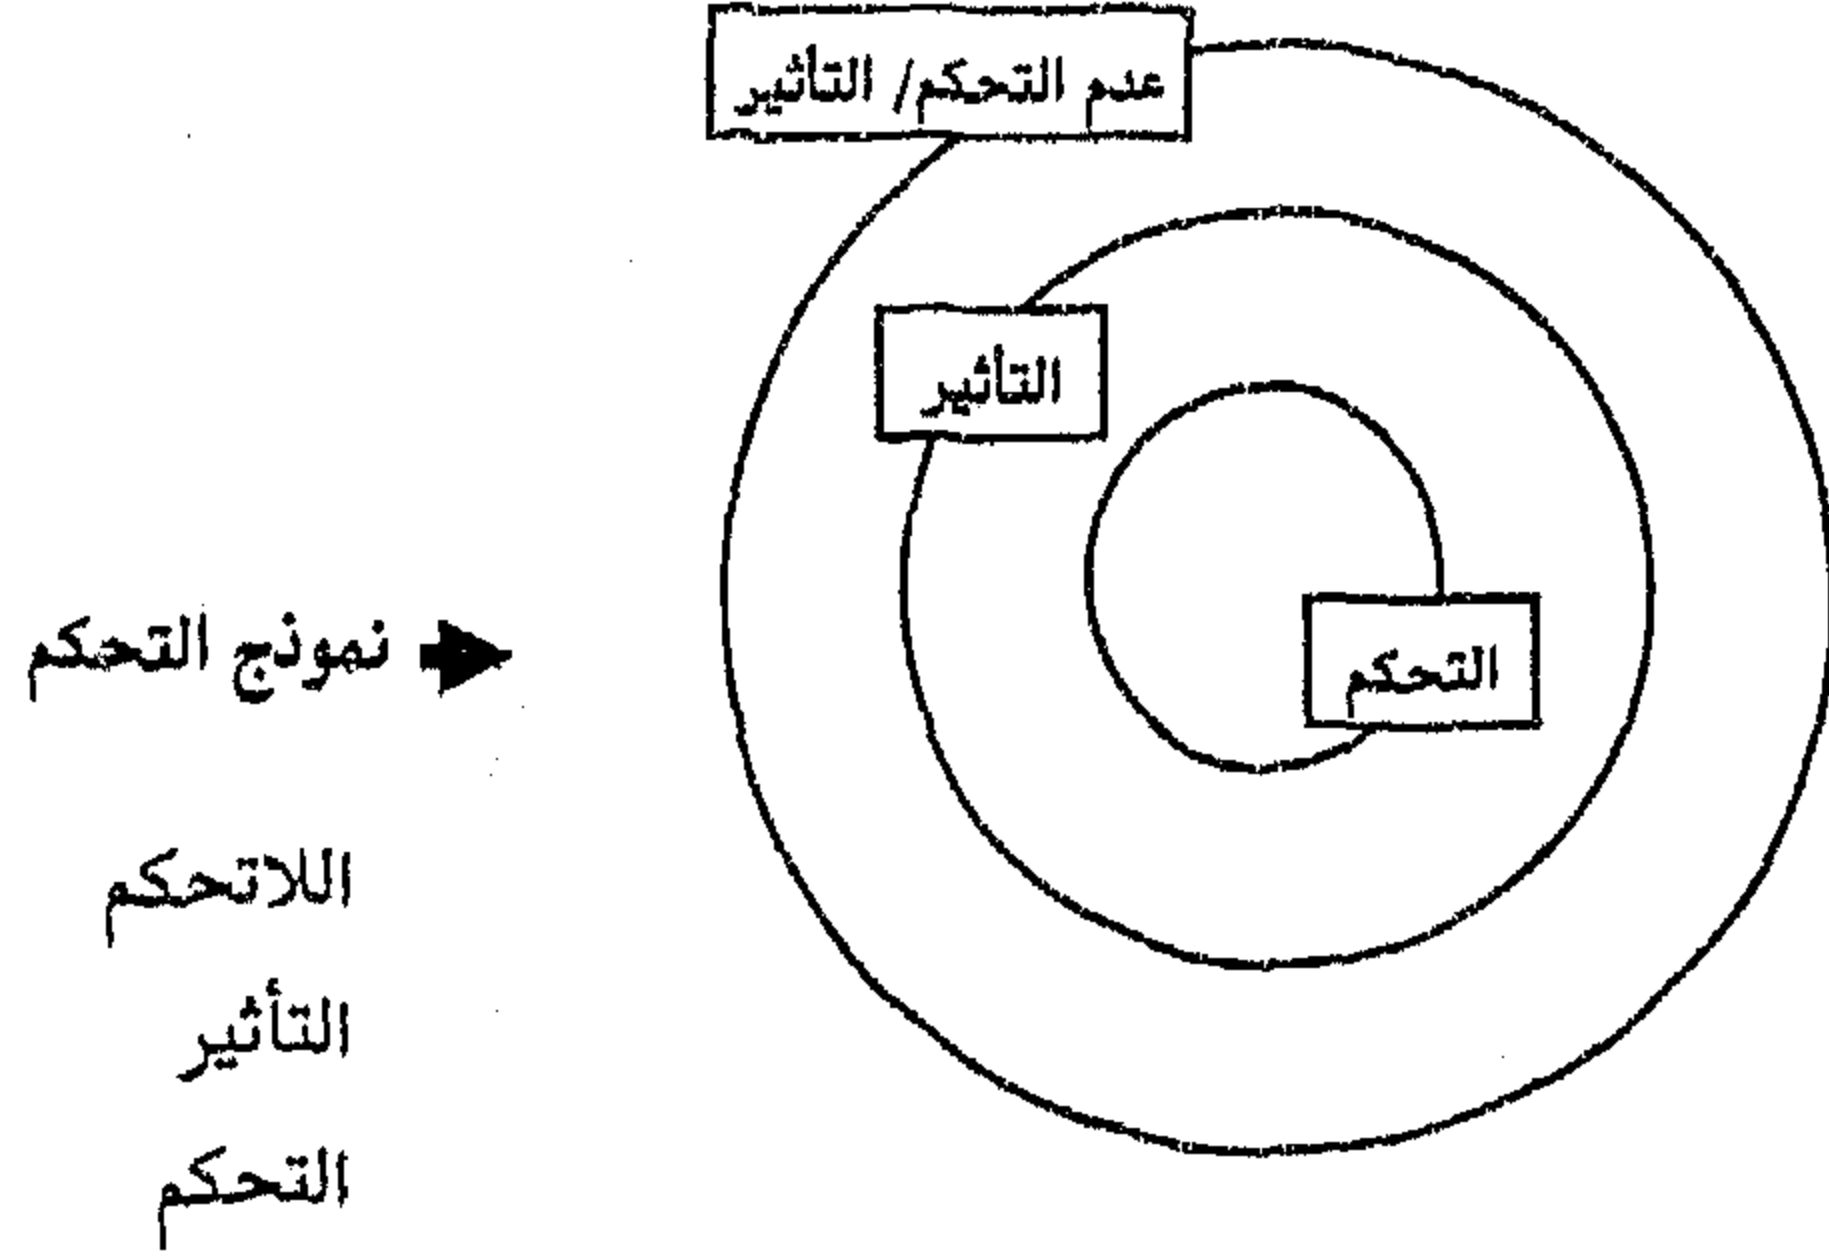 عدم التحكم/ التأثير
التأثير
التحكم
نموذج التحكم
اللاتحكم
التأثير
التحكم